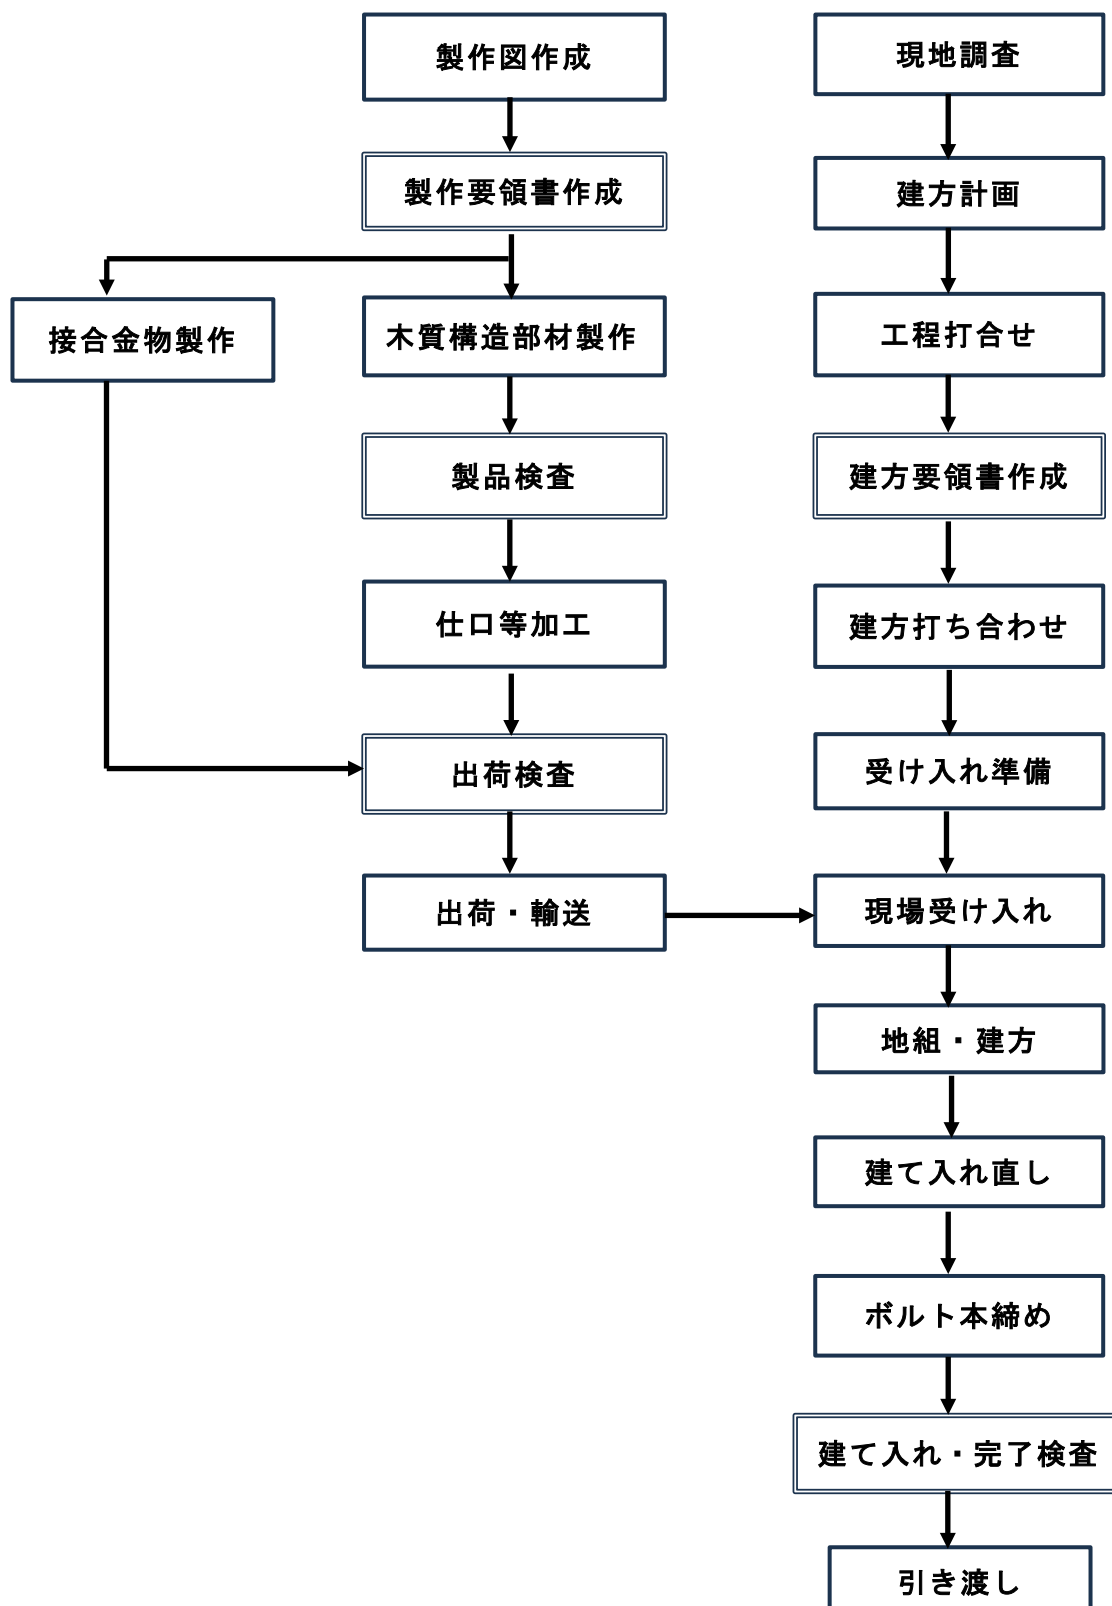 製作図作成
製作要領書作成
接合金物製作
木質構造部材製作
製品検査
仕口等加工
出荷検査
出荷・輸送
現地調査
建方計画
工程打合せ
建方要領書作成
建方打ち合わせ
受け入れ準備
現場受け入れ
地組・建方
建て入れ直し
ボルト本締め
建て入れ・完了検査
引き渡し